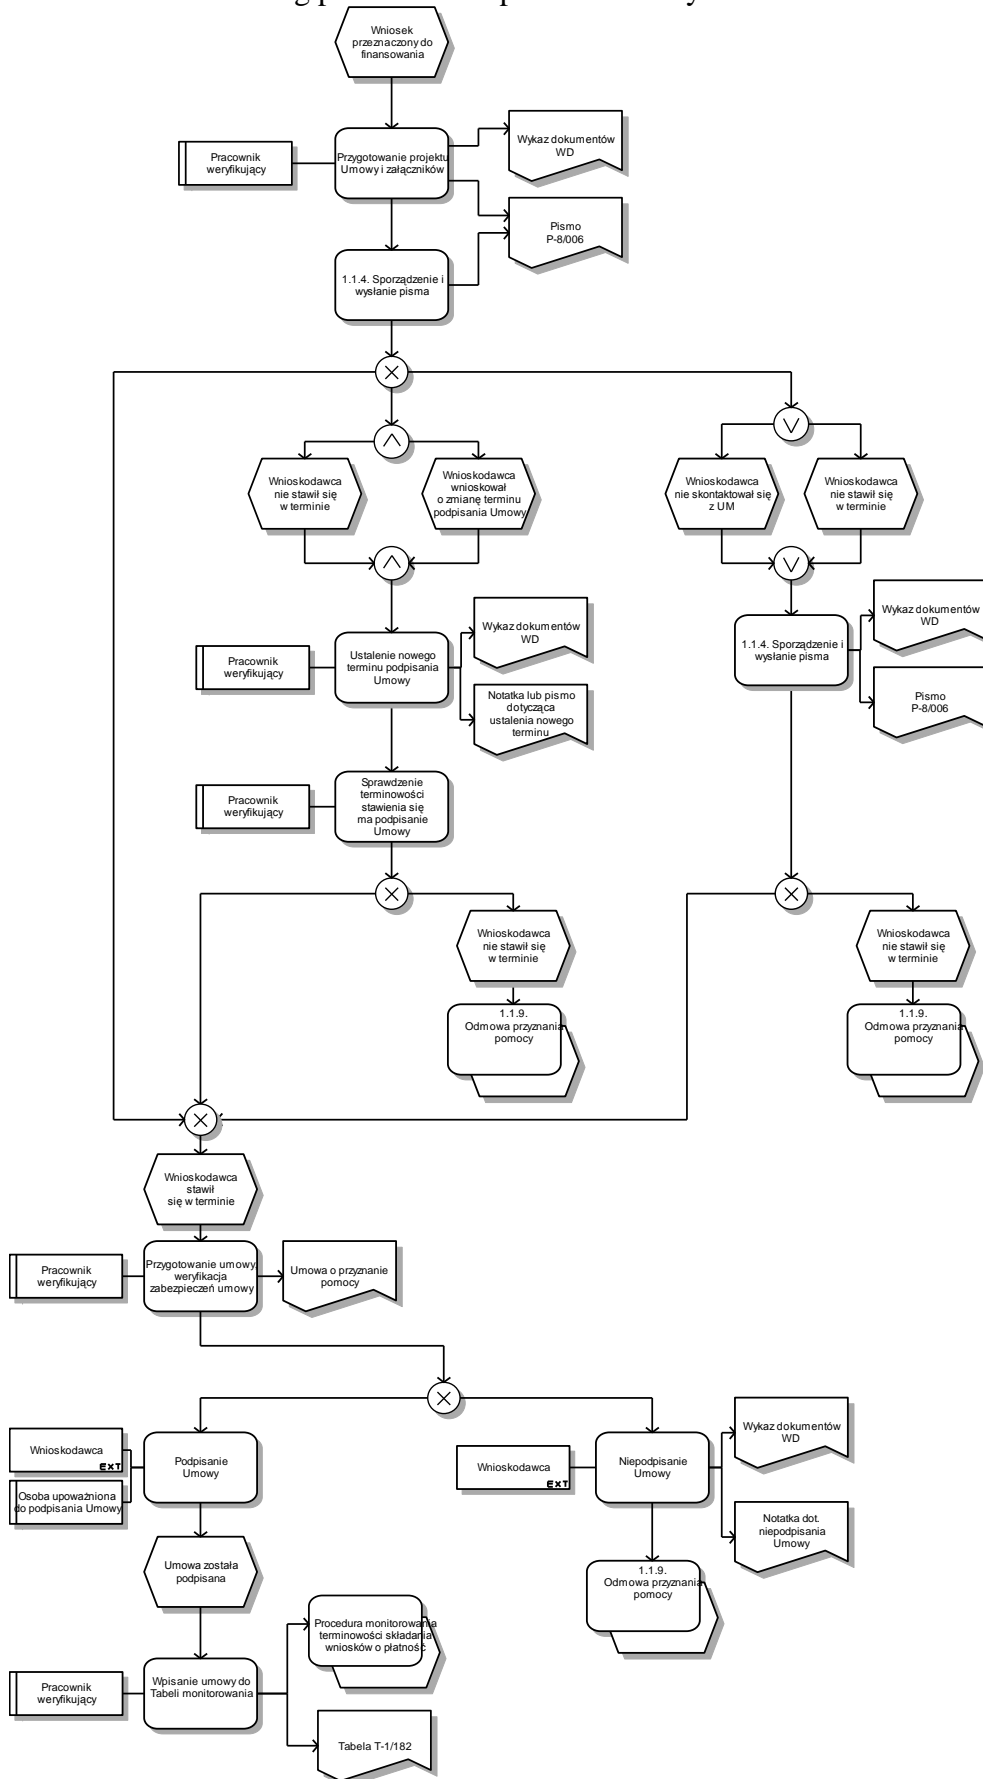 Wniosek
przeznaczony do
finansowania
Pracownik
weryfikujący
Przygotowanie projektu
Umowy i załączników
Wykaz dokumentów
WD
Pismo
P-8/006
1.1.4. Sporządzenie i
wysłanie pisma
Wnioskodawca
nie stawił się
w terminie
Wnioskodawca
wnioskował
o zmianę terminu
podpisania Umowy
Wnioskodawca
nie skontaktował się
z UM
Wnioskodawca
nie stawił się
w terminie
Pracownik
weryfikujący
Ustalenie nowego
terminu podpisania
Umowy
Wykaz dokumentów
WD
Notatka lub pismo
dotycząca
ustalenia nowego
terminu
1.1.4. Sporządzenie i
wysłanie pisma
Wykaz dokumentów
WD
Pismo
P-8/006
Pracownik
weryfikujący
Sprawdzenie
terminowości
stawienia się
ma podpisanie
Umowy
Wnioskodawca
nie stawił się
w terminie
Wnioskodawca
nie stawił się
w terminie
1.1.9.
Odmowa przyznania
pomocy
1.1.9.
Odmowa przyznania
pomocy
Wnioskodawca
stawił
się w terminie
Pracownik
weryfikujący
Przygotowanie umowy,
weryfikacja
zabezpieczeń umowy
Umowa o przyznanie
pomocy
Wnioskodawca
EXT
Osoba upoważniona
do podpisania Umowy
Podpisanie
Umowy
Wnioskodawca
EXT
Niepodpisanie
Umowy
Wykaz dokumentów
WD
Notatka dot.
niepodpisania
Umowy
Umowa została
podpisana
1.1.9.
Odmowa przyznania
pomocy
Pracownik
weryfikujący
Wpisanie umowy do
Tabeli monitorowania
Procedura monitorowania
terminowości składania
wniosków o płatność
Tabela T-1/182